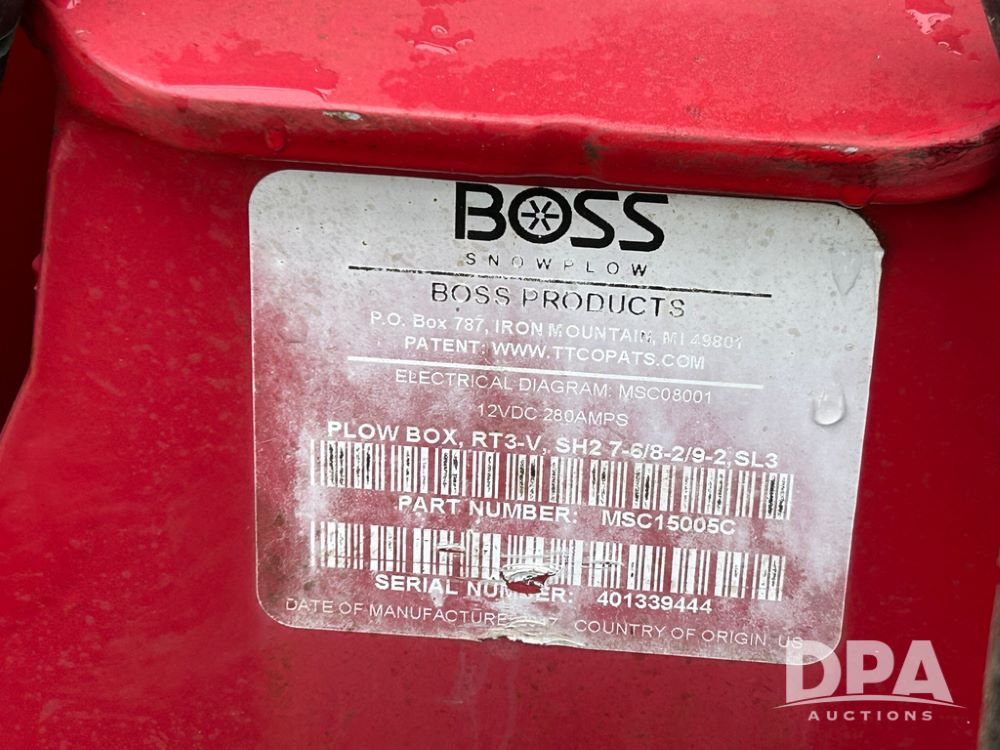 BOSS
SNOWPLOW
BOSS PRODUCTS
P.O. Box 787, IRON MOUNTAIN, MI 49801
PATENT: WWW.TTCOPATS.COM
ELECTRICAL DIAGRAM: MSC08001
12VDC 280AMPS
PLOW BOX, RT3-V, SH2 7-6/8-2/9-2,SL3
PART NUMBER: MSC15005C
SERIAL NUMBER: 401339444
DATE OF MANUFACTURE COUNTRY OF ORIGIN US
DPA
AUCTIONS